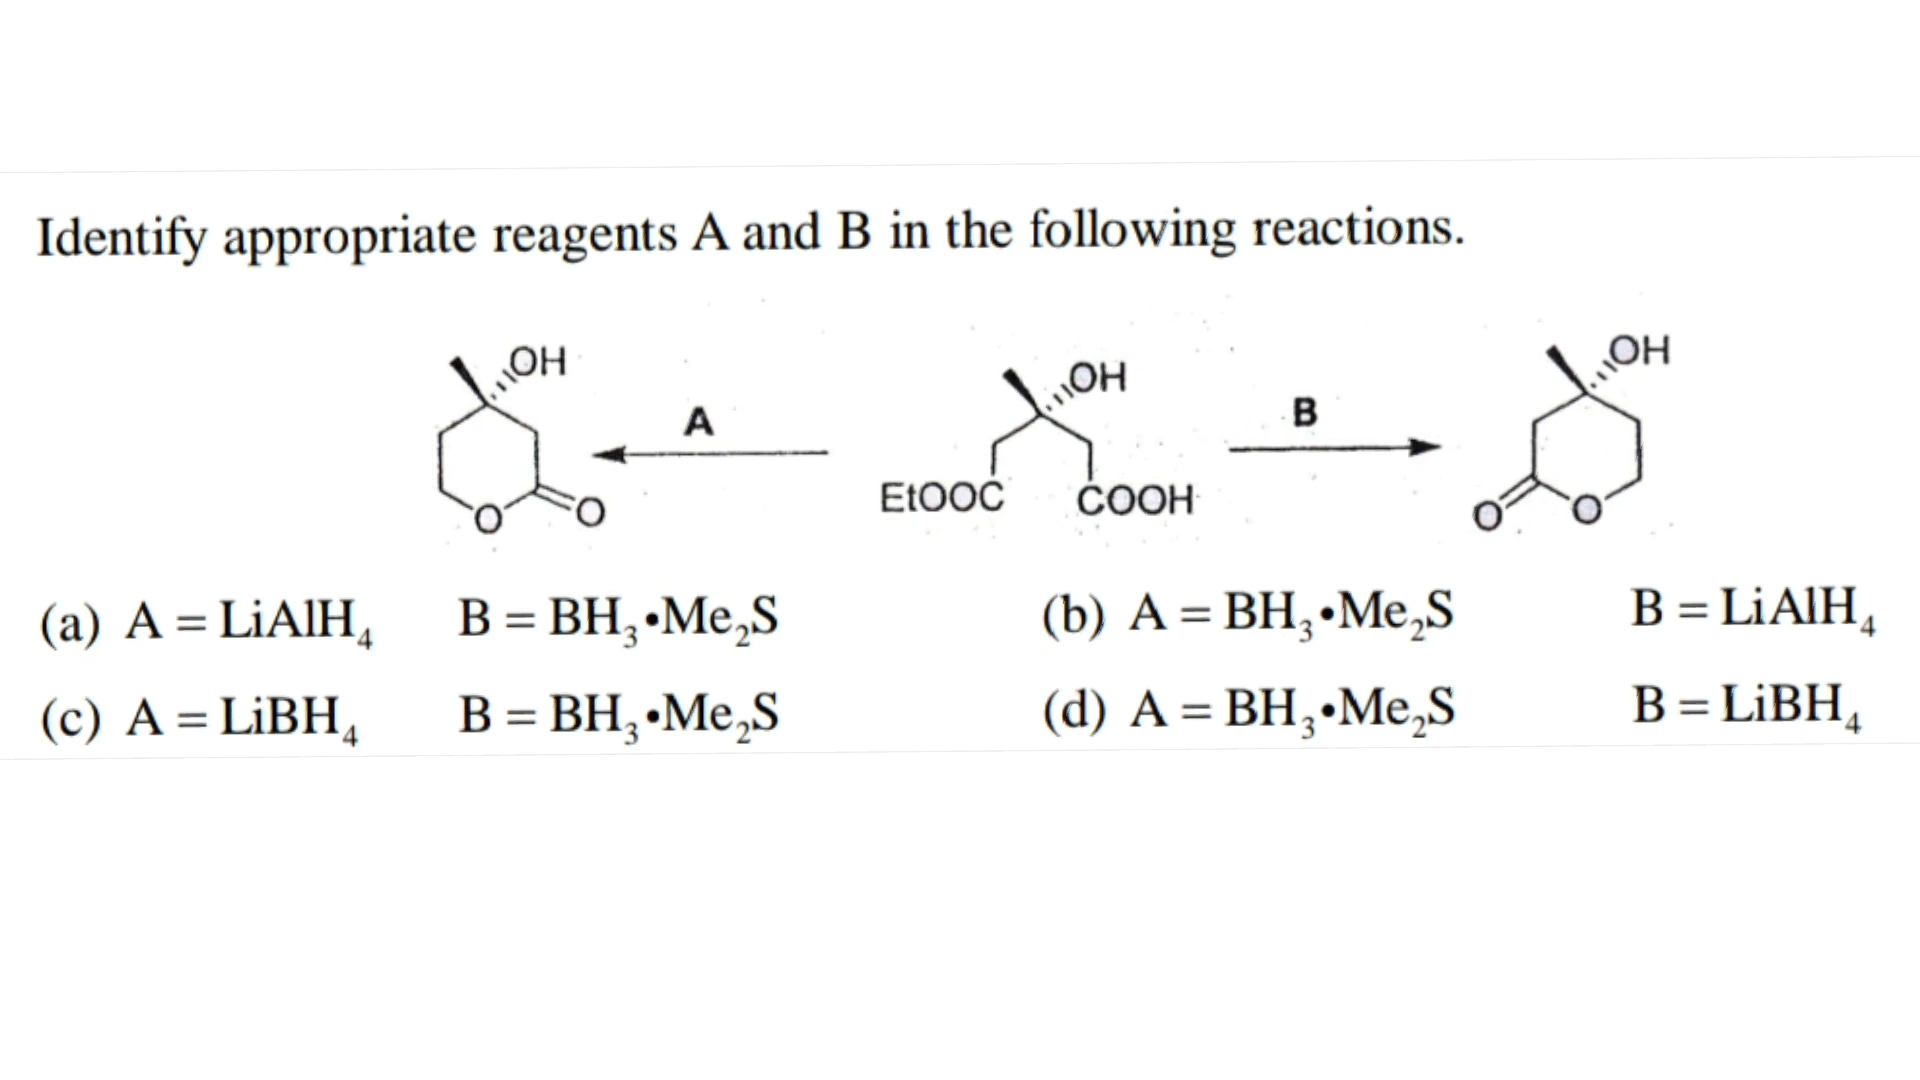 Identify appropriate reagents A and B in the following reactions.
OH OH OH
A B
EtOOC COOH
O O O O
(a) A = LiAlH₄ B = BH₃•Me₂S (b) A = BH₃•Me₂S B = LiAlH₄
(c) A = LiBH₄ B = BH₃•Me₂S (d) A = BH₃•Me₂S B = LiBH₄